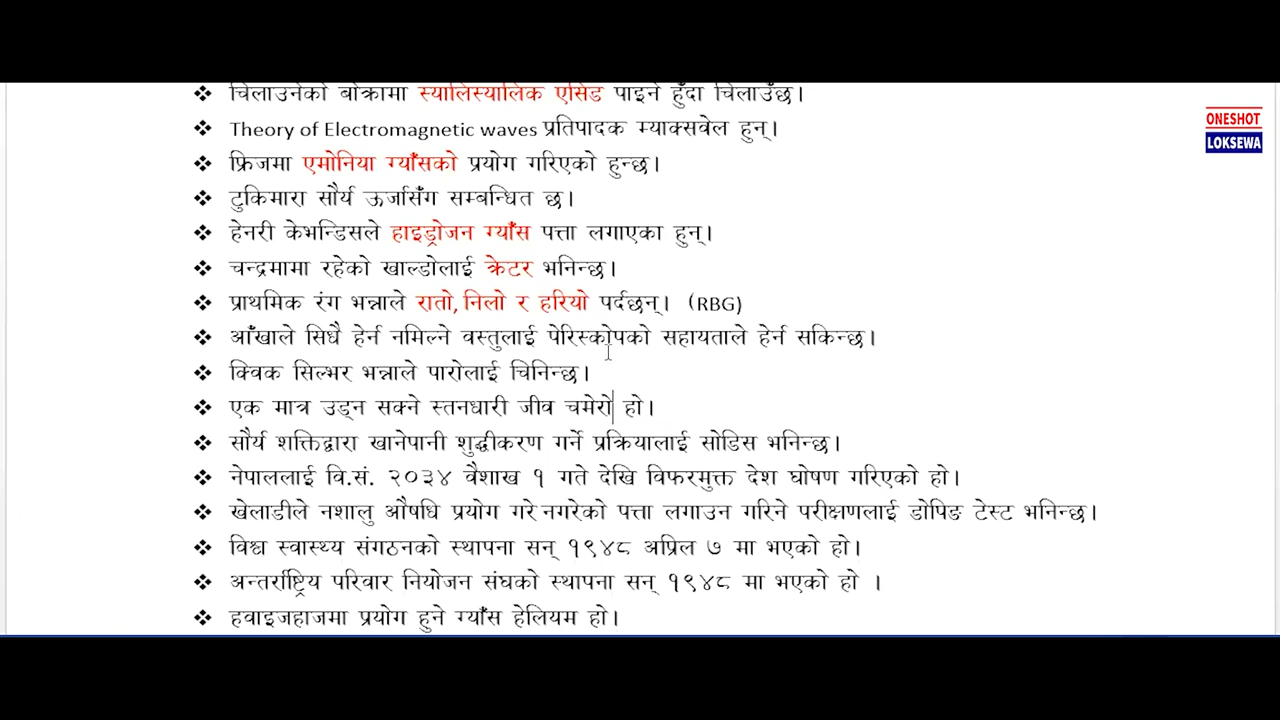 ❖ चिलाउनेको बोक्रामा स्यालिस्यालिक एसिड पाइने हुँदा चिलाउँछ।
ONESHOT
LOKSEWA
❖ Theory of Electromagnetic waves प्रतिपादक म्याक्सवेल हुन्।
❖ फ्रिजमा एमोनिया ग्याँसको प्रयोग गरिएको हुन्छ।
❖ टुकिमारा सौर्य ऊर्जासँग सम्बन्धित छ।
❖ हेनरी केभन्डिसले हाइड्रोजन ग्याँस पत्ता लगाएका हुन्।
❖ चन्द्रमामा रहेको खाल्डोलाई क्रेटर भनिन्छ।
❖ प्राथमिक रंग भन्नाले रातो, निलो र हरियो पर्दछन्। (RBG)
❖ आँखाले सिधै हेर्न नमिल्ने वस्तुलाई पेरिस्कोपको सहायताले हेर्न सकिन्छ।
❖ क्विक सिल्भर भन्नाले पारोलाई चिनिन्छ।
❖ एक मात्र उड्न सक्ने स्तनधारी जीव चमेरो हो।
❖ सौर्य शक्तिद्वारा खानेपानी शुद्धीकरण गर्ने प्रक्रियालाई सोडिस भनिन्छ।
❖ नेपाललाई वि.सं. २०३४ वैशाख १ गते देखि विफरमुक्त देश घोषण गरिएको हो।
❖ खेलाडीले नशालु औषधि प्रयोग गरे नगरेको पत्ता लगाउन गरिने परीक्षणलाई डोपिङ टेस्ट भनिन्छ।
❖ विश्व स्वास्थ्य संगठनको स्थापना सन् १९४८ अप्रिल ७ मा भएको हो।
❖ अन्तर्राष्ट्रिय परिवार नियोजन संघको स्थापना सन् १९४८ मा भएको हो ।
❖ हवाइजहाजमा प्रयोग हुने ग्याँस हेलियम हो।